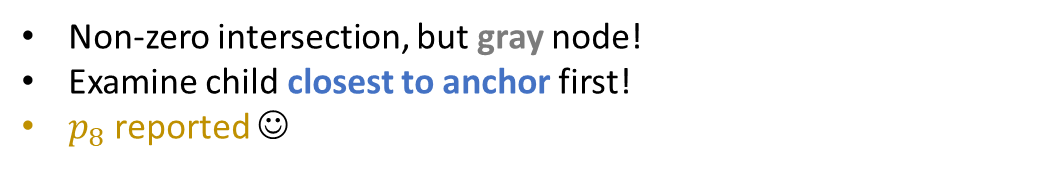 • Non-zero intersection, but gray node!
• Examine child closest to anchor first!
• p₈ reported ☺